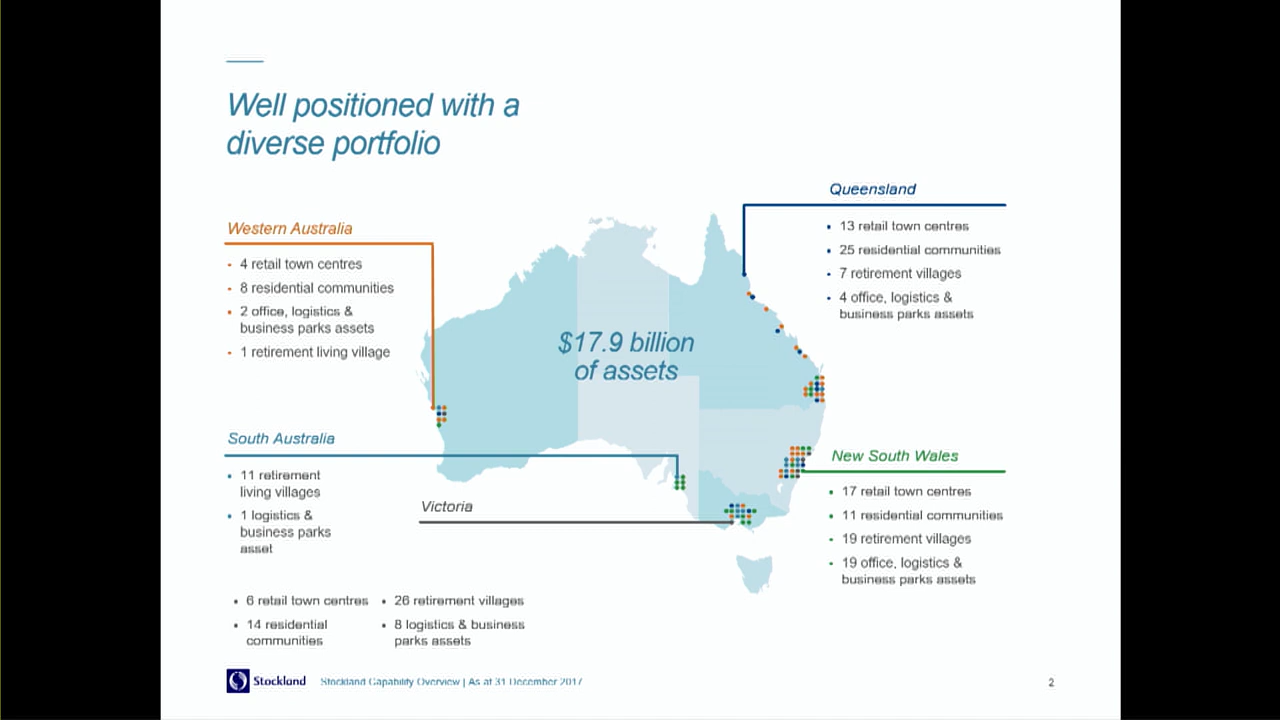 Well positioned with a
diverse portfolio
Queensland
13 retail town centres
25 residential communities
7 retirement villages
4 office, logistics &
business parks assets
Western Australia
4 retail town centres
8 residential communities
2 office, logistics &
business parks assets
1 retirement living village
$17.9 billion
of assets
South Australia
11 retirement
living villages
1 logistics &
business parks
asset
Victoria
New South Wales
17 retail town centres
11 residential communities
19 retirement villages
19 office, logistics &
business parks assets
6 retail town centres
14 residential
communities
26 retirement villages
8 logistics & business
parks assets
Stockland
Stockland Capability Overview | As at 31 December 2017
2